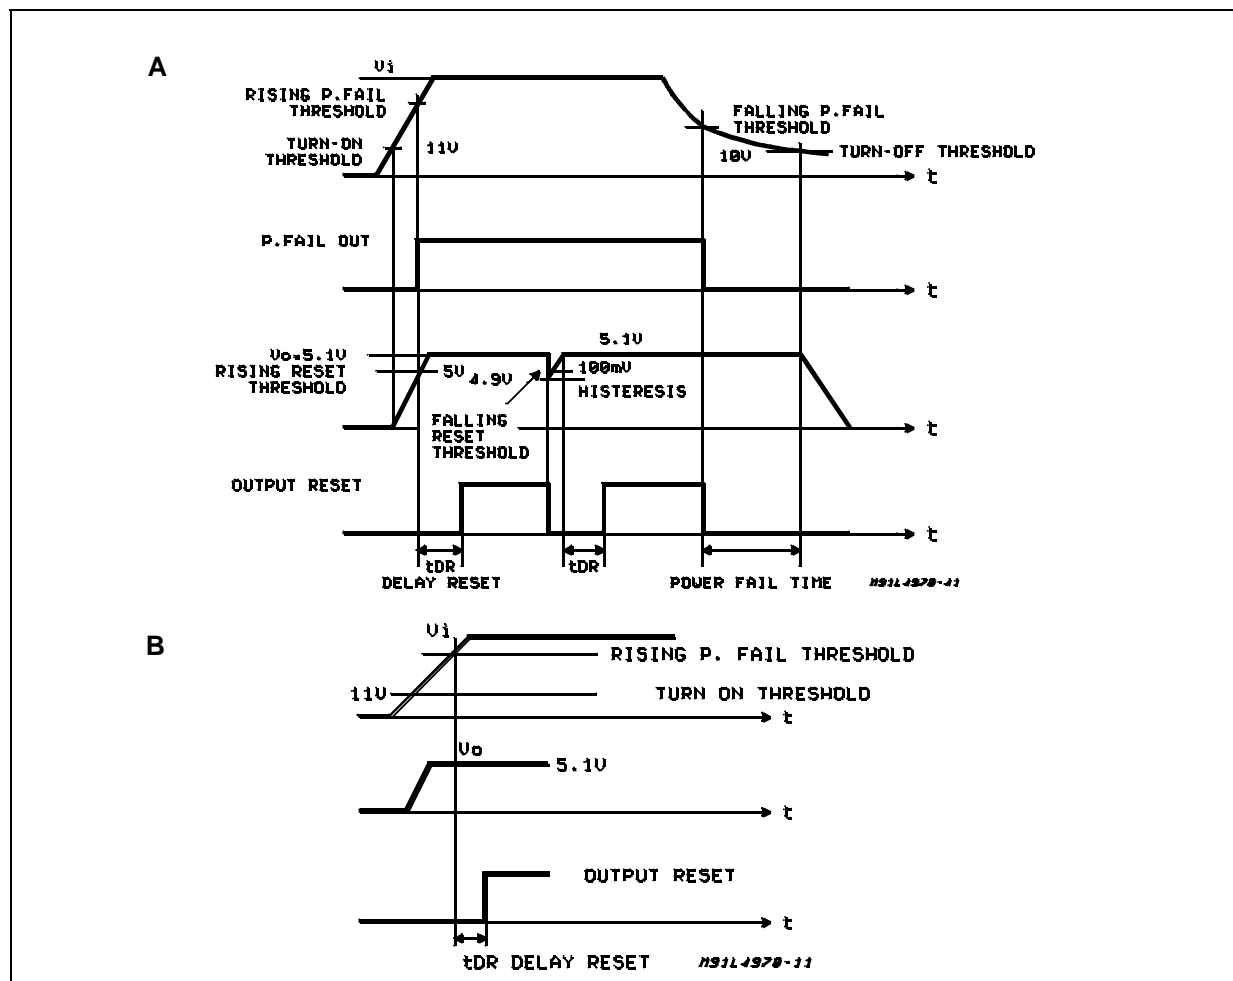 A
Vi
RISING P.FAIL
THRESHOLD
FALLING P.FAIL
THRESHOLD
TURN-ON
THRESHOLD
11V
10V
TURN-OFF THRESHOLD
t
P.FAIL OUT
t
5.1V
Vo=5.1V
RISING RESET
THRESHOLD
5V
4.9V
100mV
HISTERESIS
FALLING
RESET
THRESHOLD
t
OUTPUT RESET
t
tDR
DELAY RESET
tDR
POWER FAIL TIME
M91L4970-11
B
Vi
RISING P. FAIL THRESHOLD
11V
TURN ON THRESHOLD
t
Vo
5.1V
t
OUTPUT RESET
t
tDR DELAY RESET
M91L4970-11